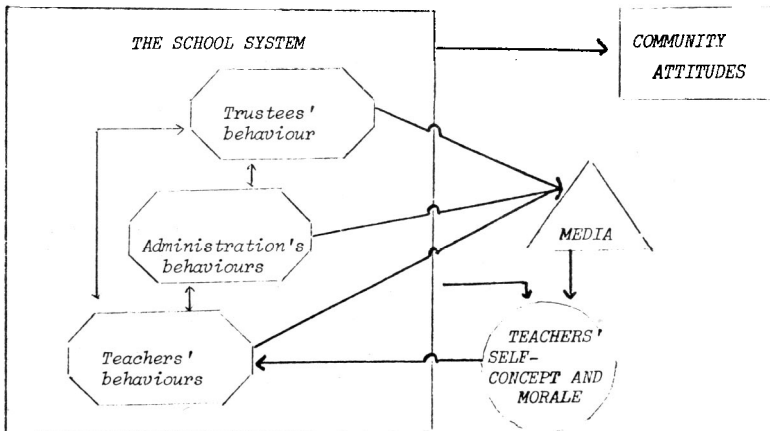 THE SCHOOL SYSTEM
COMMUNITY
ATTITUDES
Trustees'
behaviour
Administration's
behaviours
MEDIA
Teachers'
behaviours
TEACHERS'
SELF-
CONCEPT AND
MORALE